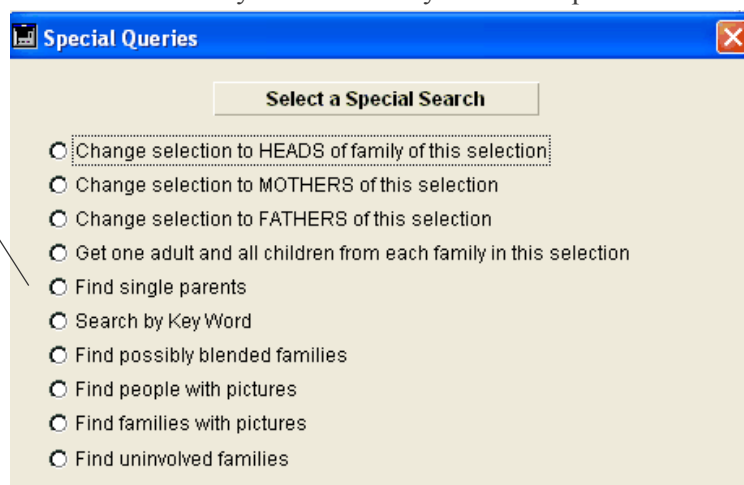 Special Queries
Select a Special Search
Change selection to HEADS of family of this selection
Change selection to MOTHERS of this selection
Change selection to FATHERS of this selection
Get one adult and all children from each family in this selection
Find single parents
Search by Key Word
Find possibly blended families
Find people with pictures
Find families with pictures
Find uninvolved families